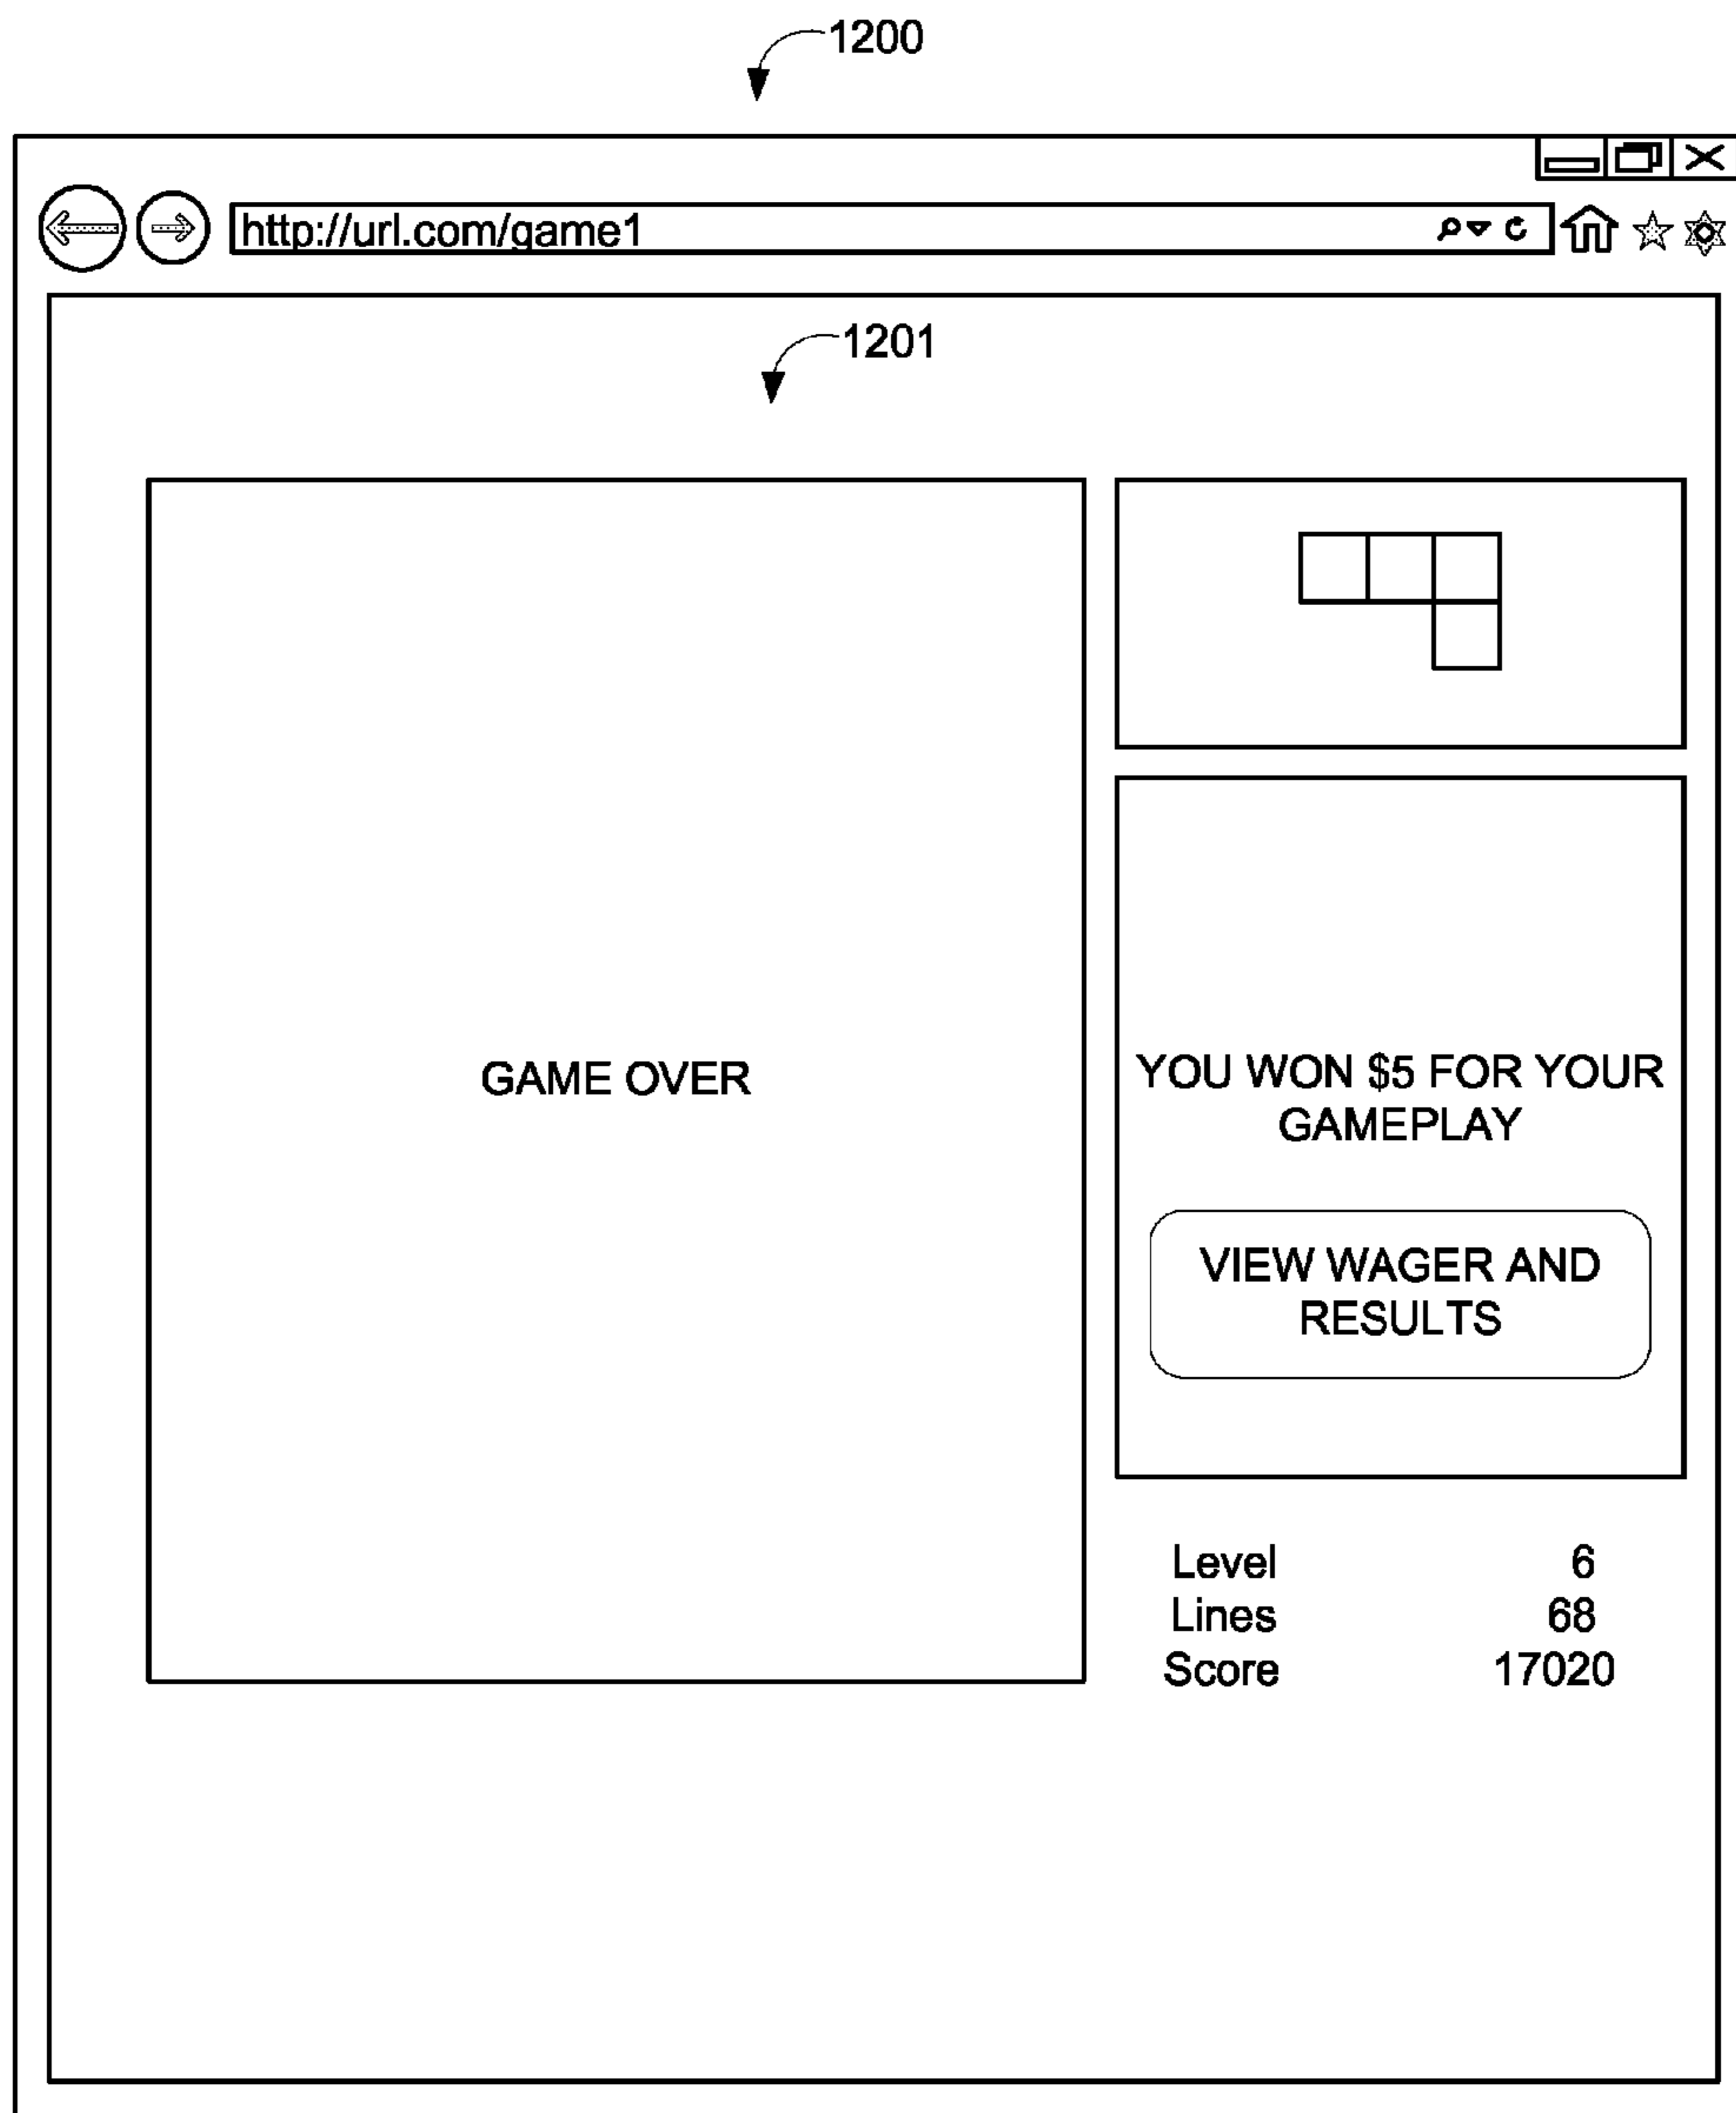 1200
http://url.com/game1
1201
GAME OVER
YOU WON $5 FOR YOUR
GAMEPLAY
VIEW WAGER AND
RESULTS
Level 6
Lines 68
Score 17020